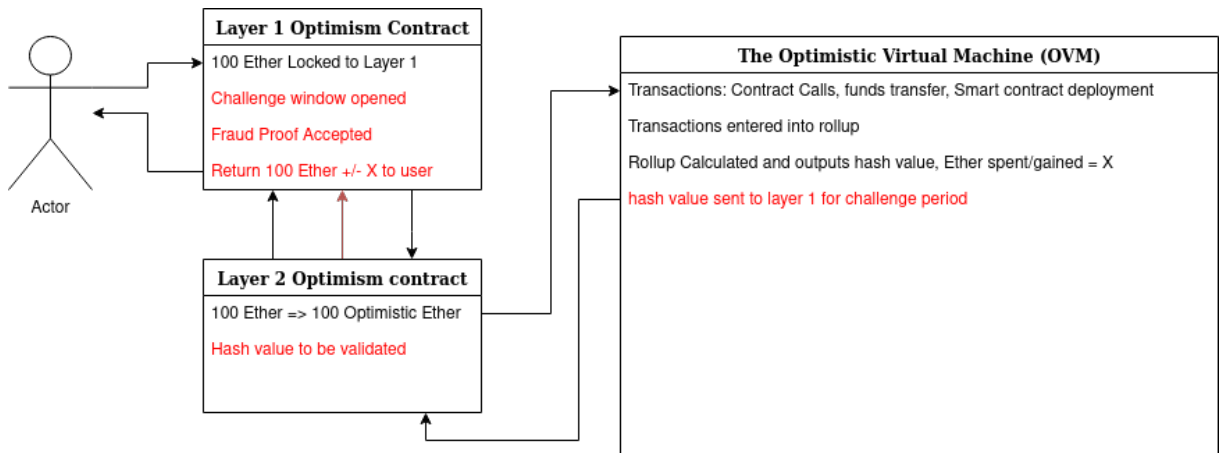 Layer 1 Optimism Contract
100 Ether Locked to Layer 1
Challenge window opened
Fraud Proof Accepted
Return 100 Ether +/- X to user
Actor
Layer 2 Optimism contract
100 Ether => 100 Optimistic Ether
Hash value to be validated
The Optimistic Virtual Machine (OVM)
Transactions: Contract Calls, funds transfer, Smart contract deployment
Transactions entered into rollup
Rollup Calculated and outputs hash value, Ether spent/gained = X
hash value sent to layer 1 for challenge period